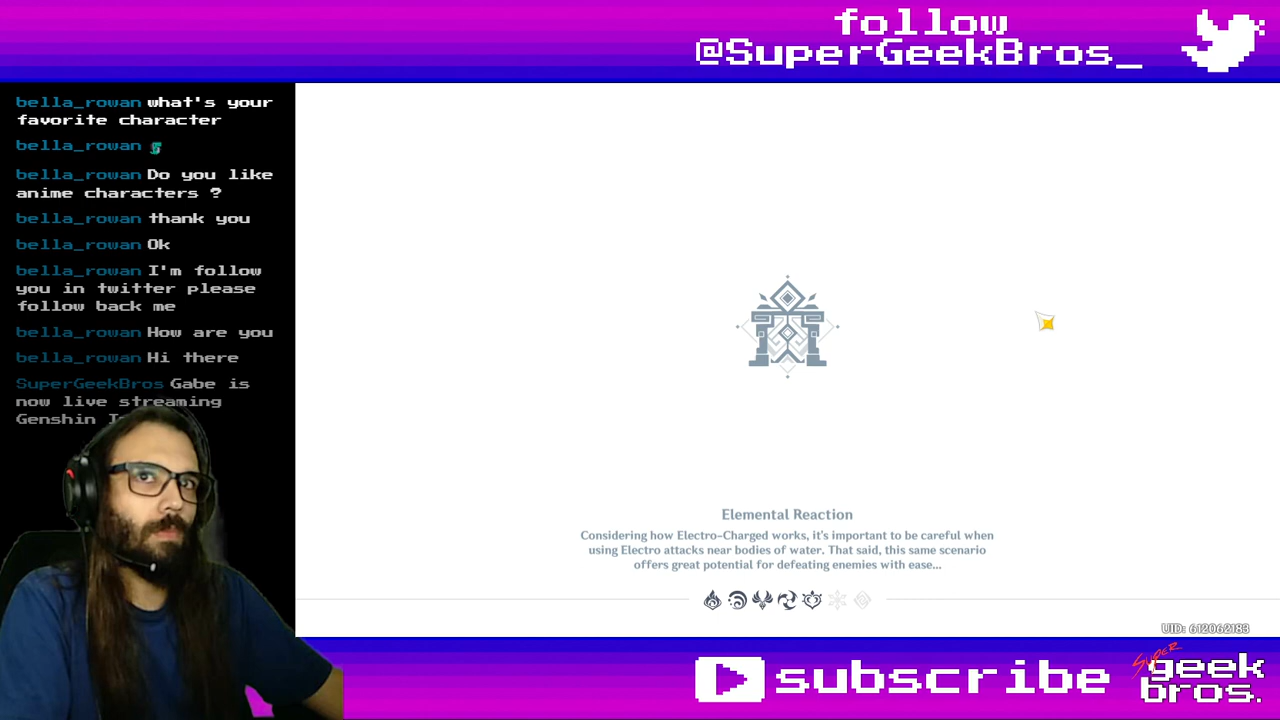 follow
@SuperGeekBros_
bella_rowan what's your
favorite character
bella_rowan
bella_rowan Do you like
anime characters ?
bella_rowan thank you
bella_rowan Ok
bella_rowan I'm follow
you in twitter please
follow back me
bella_rowan How are you
bella_rowan Hi there
SuperGeekBros Gabe is
now live streaming
Genshin
Elemental Reaction
Considering how Electro-Charged works, it's important to be careful when
using Electro attacks near bodies of water. That said, this same scenario
offers great potential for defeating enemies with ease...
UID: 612062183
subscribe
SUPER
geek
bros.